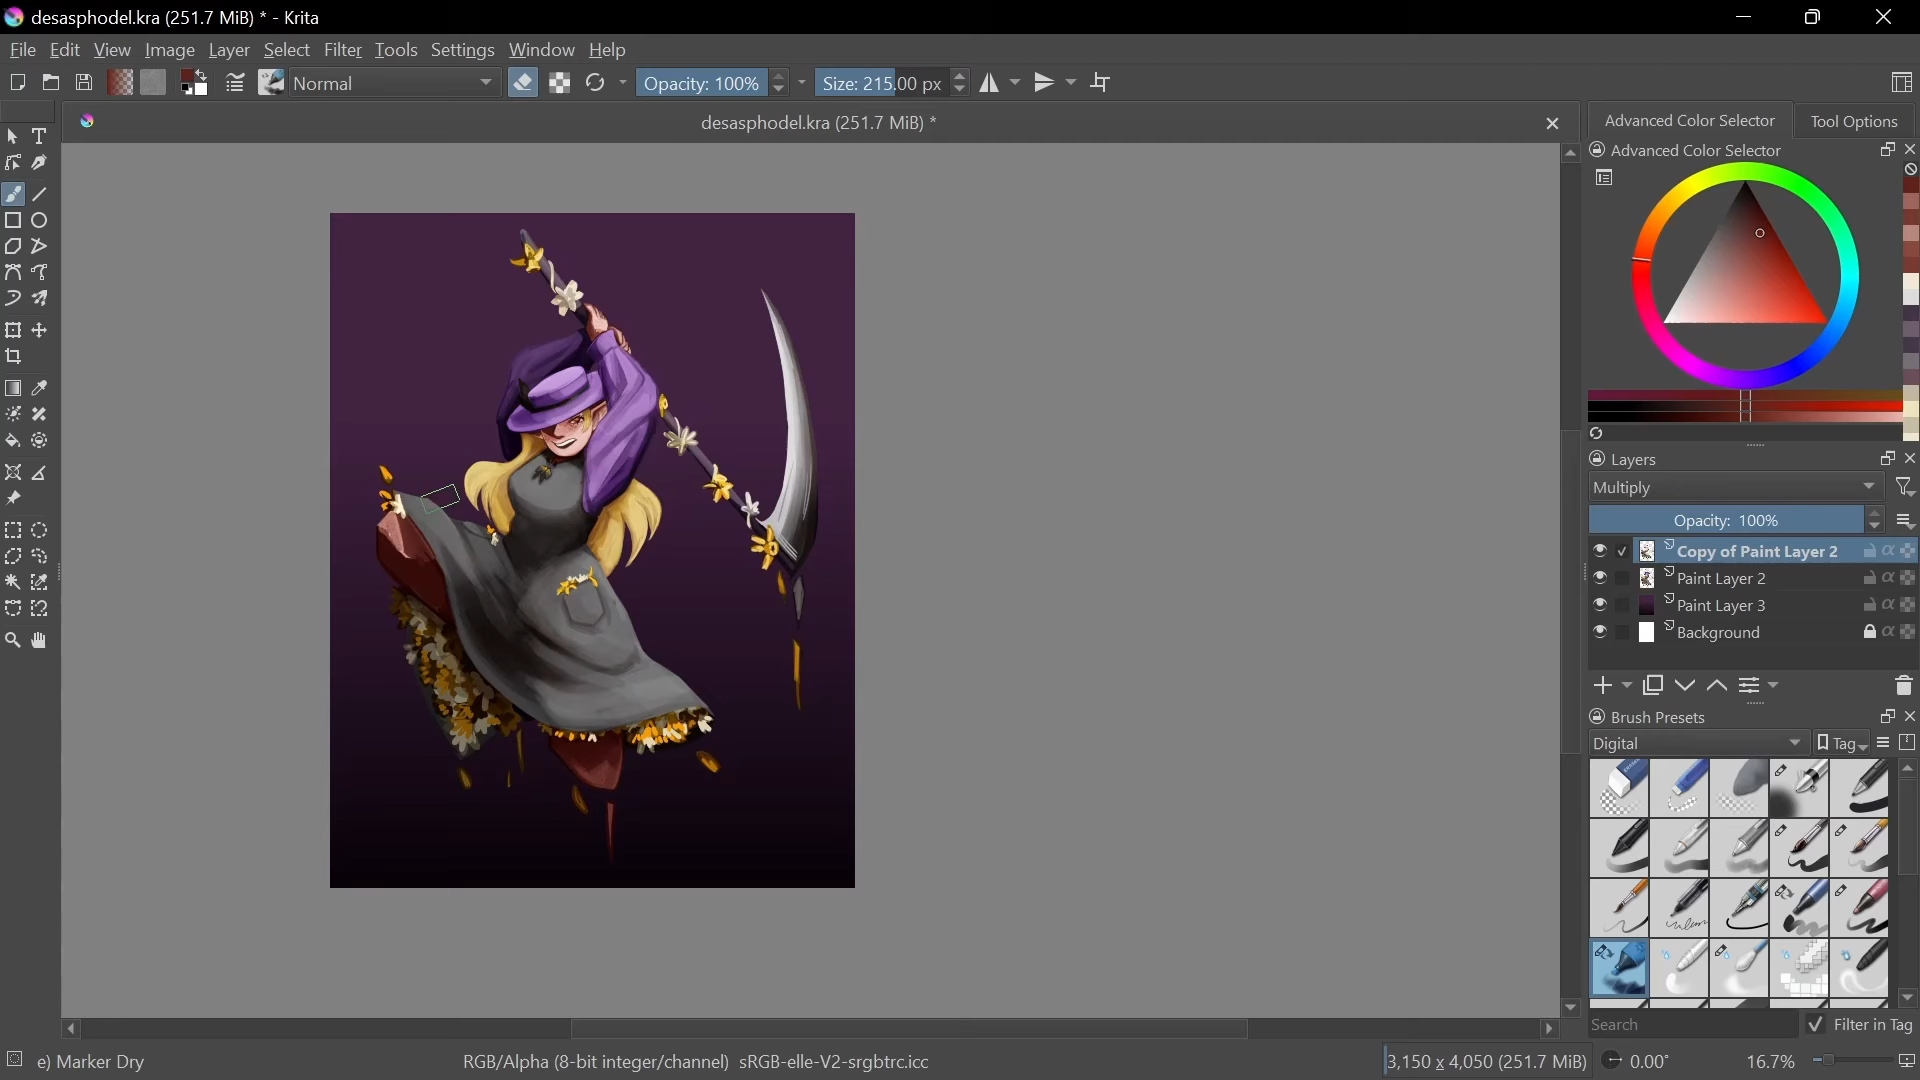 desasphodel.kra (251.7 MiB) * - Krita
File Edit View Image Layer Select Filter Tools Settings Window Help
Normal Opacity: 100% Size: 215.00 px
desasphodel.kra (251.7 MiB) *
Advanced Color Selector Tool Options
Advanced Color Selector
Layers
Multiply
Opacity: 100%
Copy of Paint Layer 2
Paint Layer 2
Paint Layer 3
Background
Brush Presets
Digital Tag
Search Filter in Tag
e) Marker Dry RGB/Alpha (8-bit integer/channel) sRGB-elle-V2-srgbtrc.icc 3,150 x 4,050 (251.7 MiB) 0.00° 16.7%